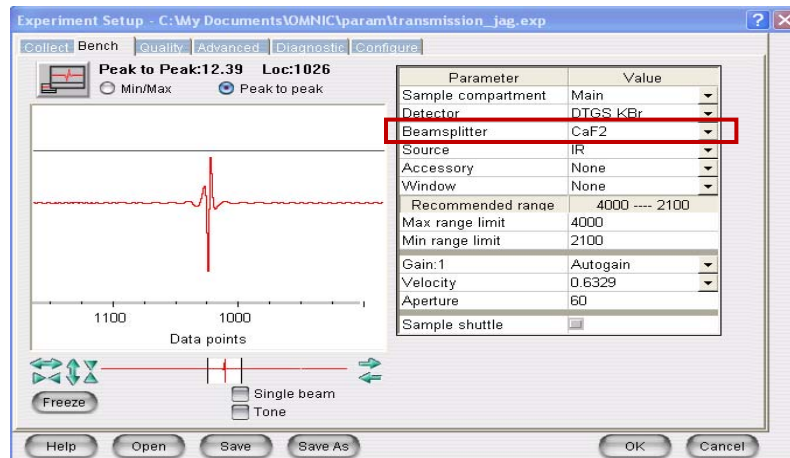 Experiment Setup - C:\My Documents\OMNIC\param\transmission_jag.exp
Collect Bench Quality Advanced Diagnostic Configure
Peak to Peak:12.39 Loc:1026
Min/Max Peak to peak
1100 1000
Data points
Single beam
Tone
Freeze
Parameter Value
Sample compartment Main
Detector DTGS KBr
Beamsplitter CaF2
Source IR
Accessory None
Window None
Recommended range 4000 ---- 2100
Max range limit 4000
Min range limit 2100
Gain:1 Autogain
Velocity 0.6329
Aperture 60
Sample shuttle
Help Open Save Save As OK Cancel